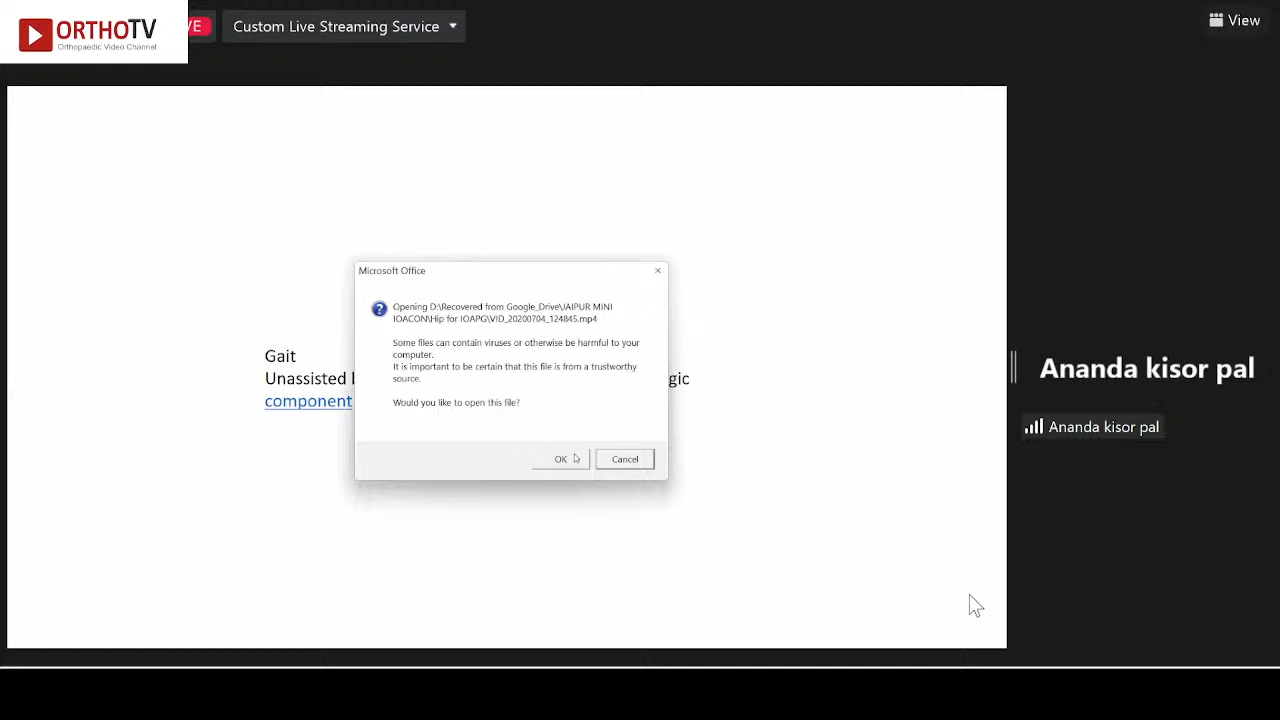 ORTHOTV
Orthopaedic Video Channel
VE
Custom Live Streaming Service
View
Microsoft Office
Opening D:\Recovered from Google_Drive\JAIPUR MINI
IOACON\Hip for IOAPG\VID_20200704_124845.mp4
Some files can contain viruses or otherwise be harmful to your
computer.
It is important to be certain that this file is from a trustworthy
source.
Would you like to open this file?
OK
Cancel
Gait
Unassisted b gic
component
Ananda kisor pal
Ananda kisor pal